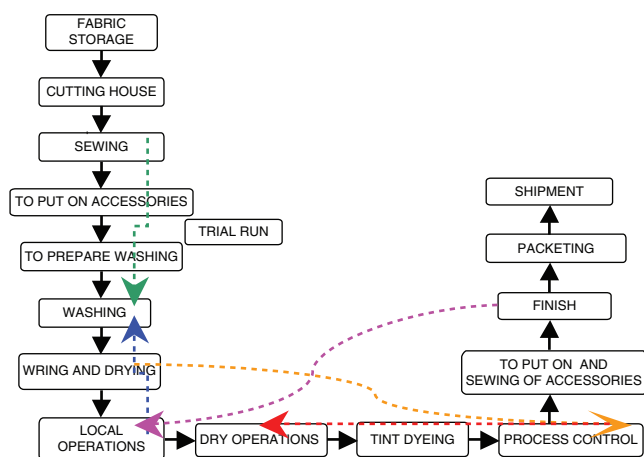 FABRIC
STORAGE
CUTTING HOUSE
SEWING
TO PUT ON ACCESSORIES
TRIAL RUN
TO PREPARE WASHING
WASHING
WRING AND DRYING
LOCAL
OPERATIONS
DRY OPERATIONS
TINT DYEING
PROCESS CONTROL
TO PUT ON AND
SEWING OF ACCESSORIES
FINISH
PACKETING
SHIPMENT